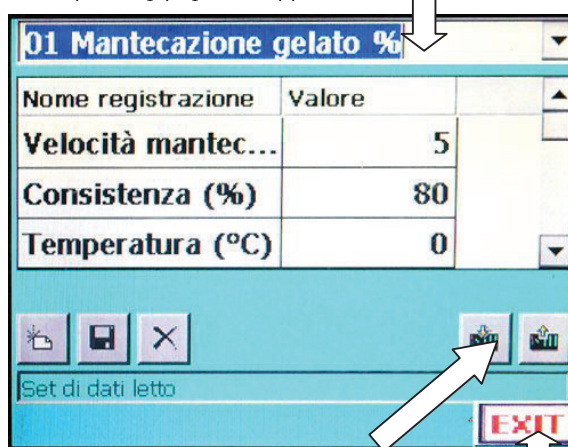 01 Mantecazione gelato %
Nome registrazione Valore
Velocità mantec... 5
Consistenza (%) 80
Temperatura (°C) 0
Set di dati letto
EXIT